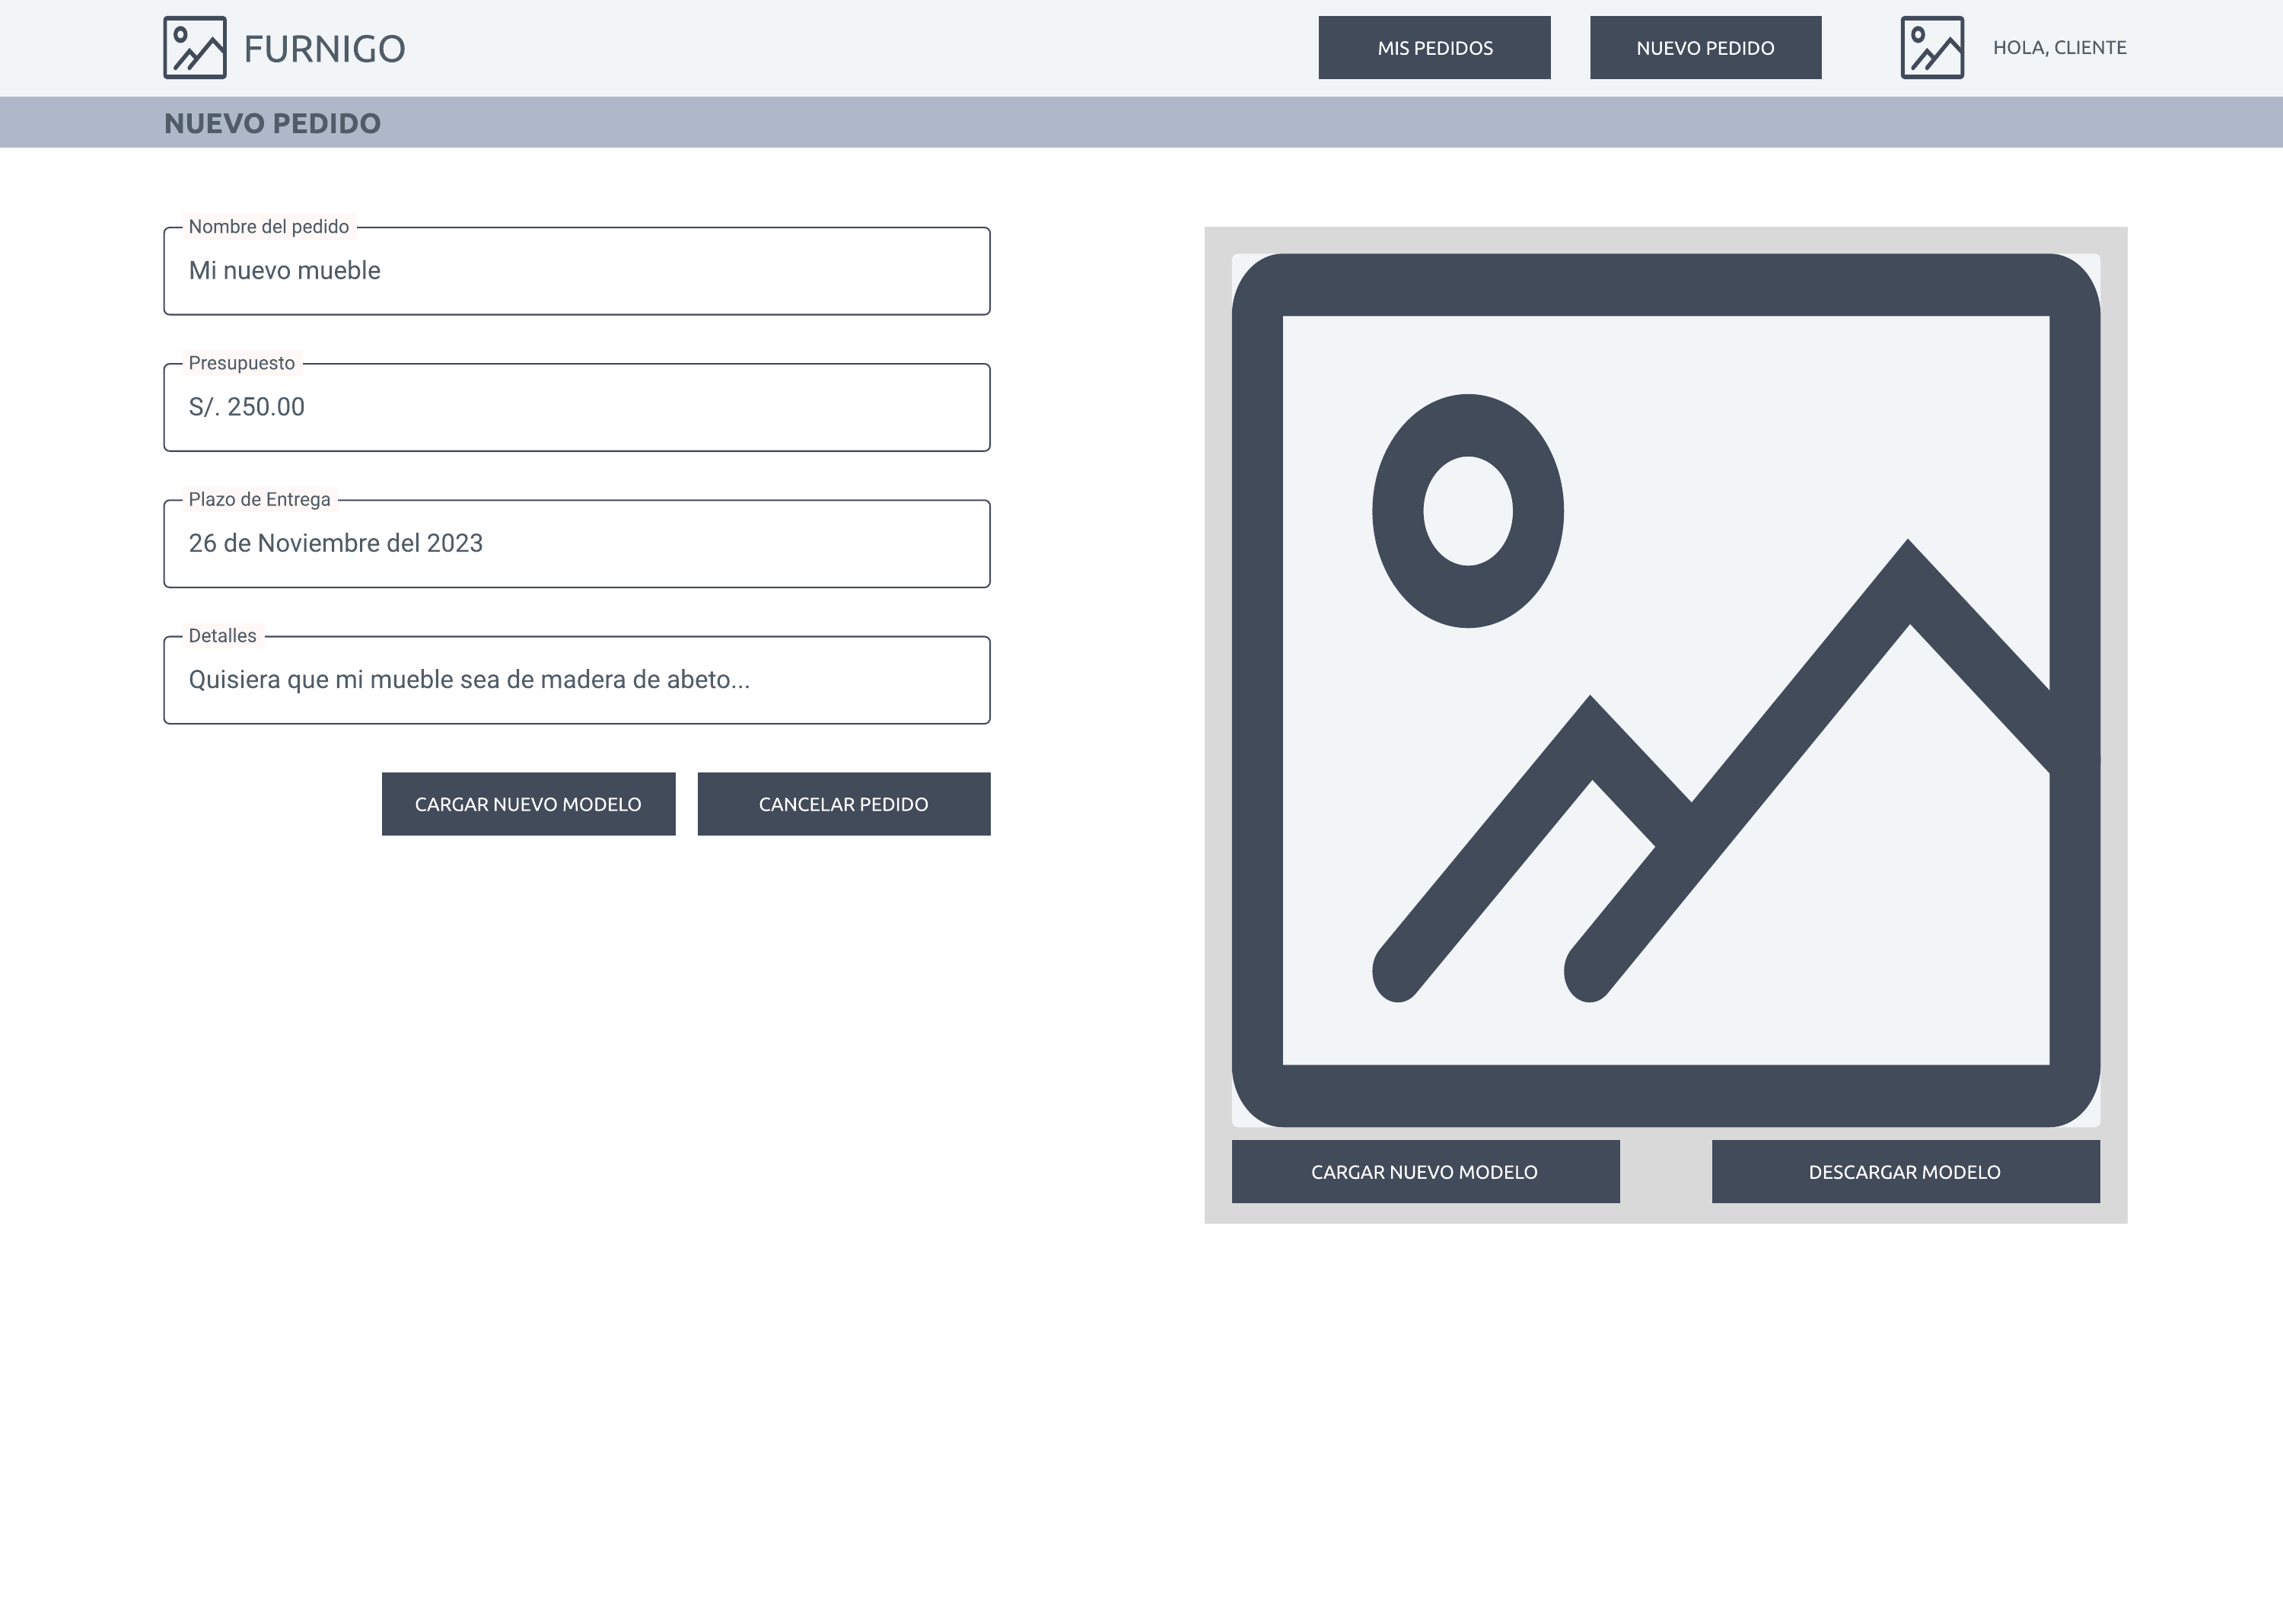 FURNIGO
MIS PEDIDOS
NUEVO PEDIDO
HOLA, CLIENTE
NUEVO PEDIDO
Nombre del pedido
Mi nuevo mueble
Presupuesto
S/. 250.00
Plazo de Entrega
26 de Noviembre del 2023
Detalles
Quisiera que mi mueble sea de madera de abeto...
CARGAR NUEVO MODELO
CANCELAR PEDIDO
CARGAR NUEVO MODELO
DESCARGAR MODELO